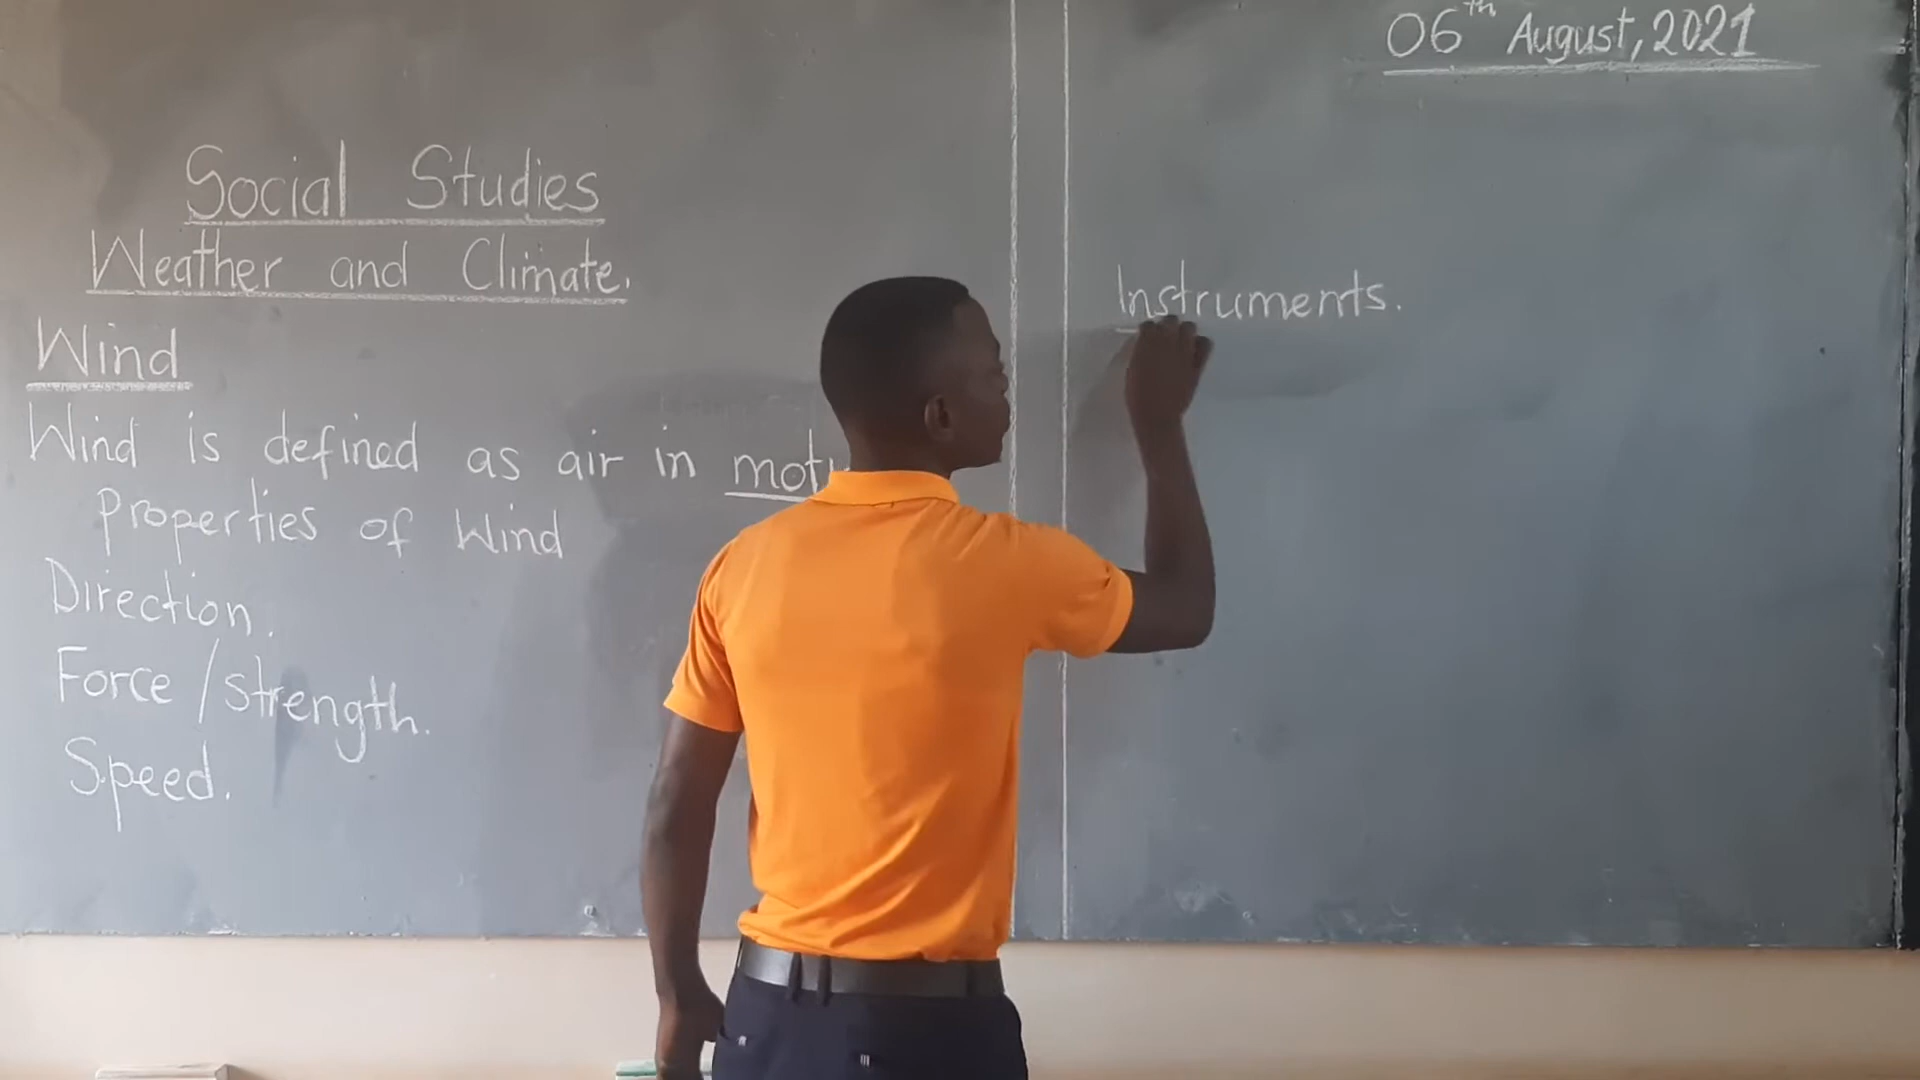 Social Studies
Weather and Climate.
Wind
Wind is defined as air in
properties of Wind
Direction.
Force/strength.
Speed.
06th August, 2021
Instruments.